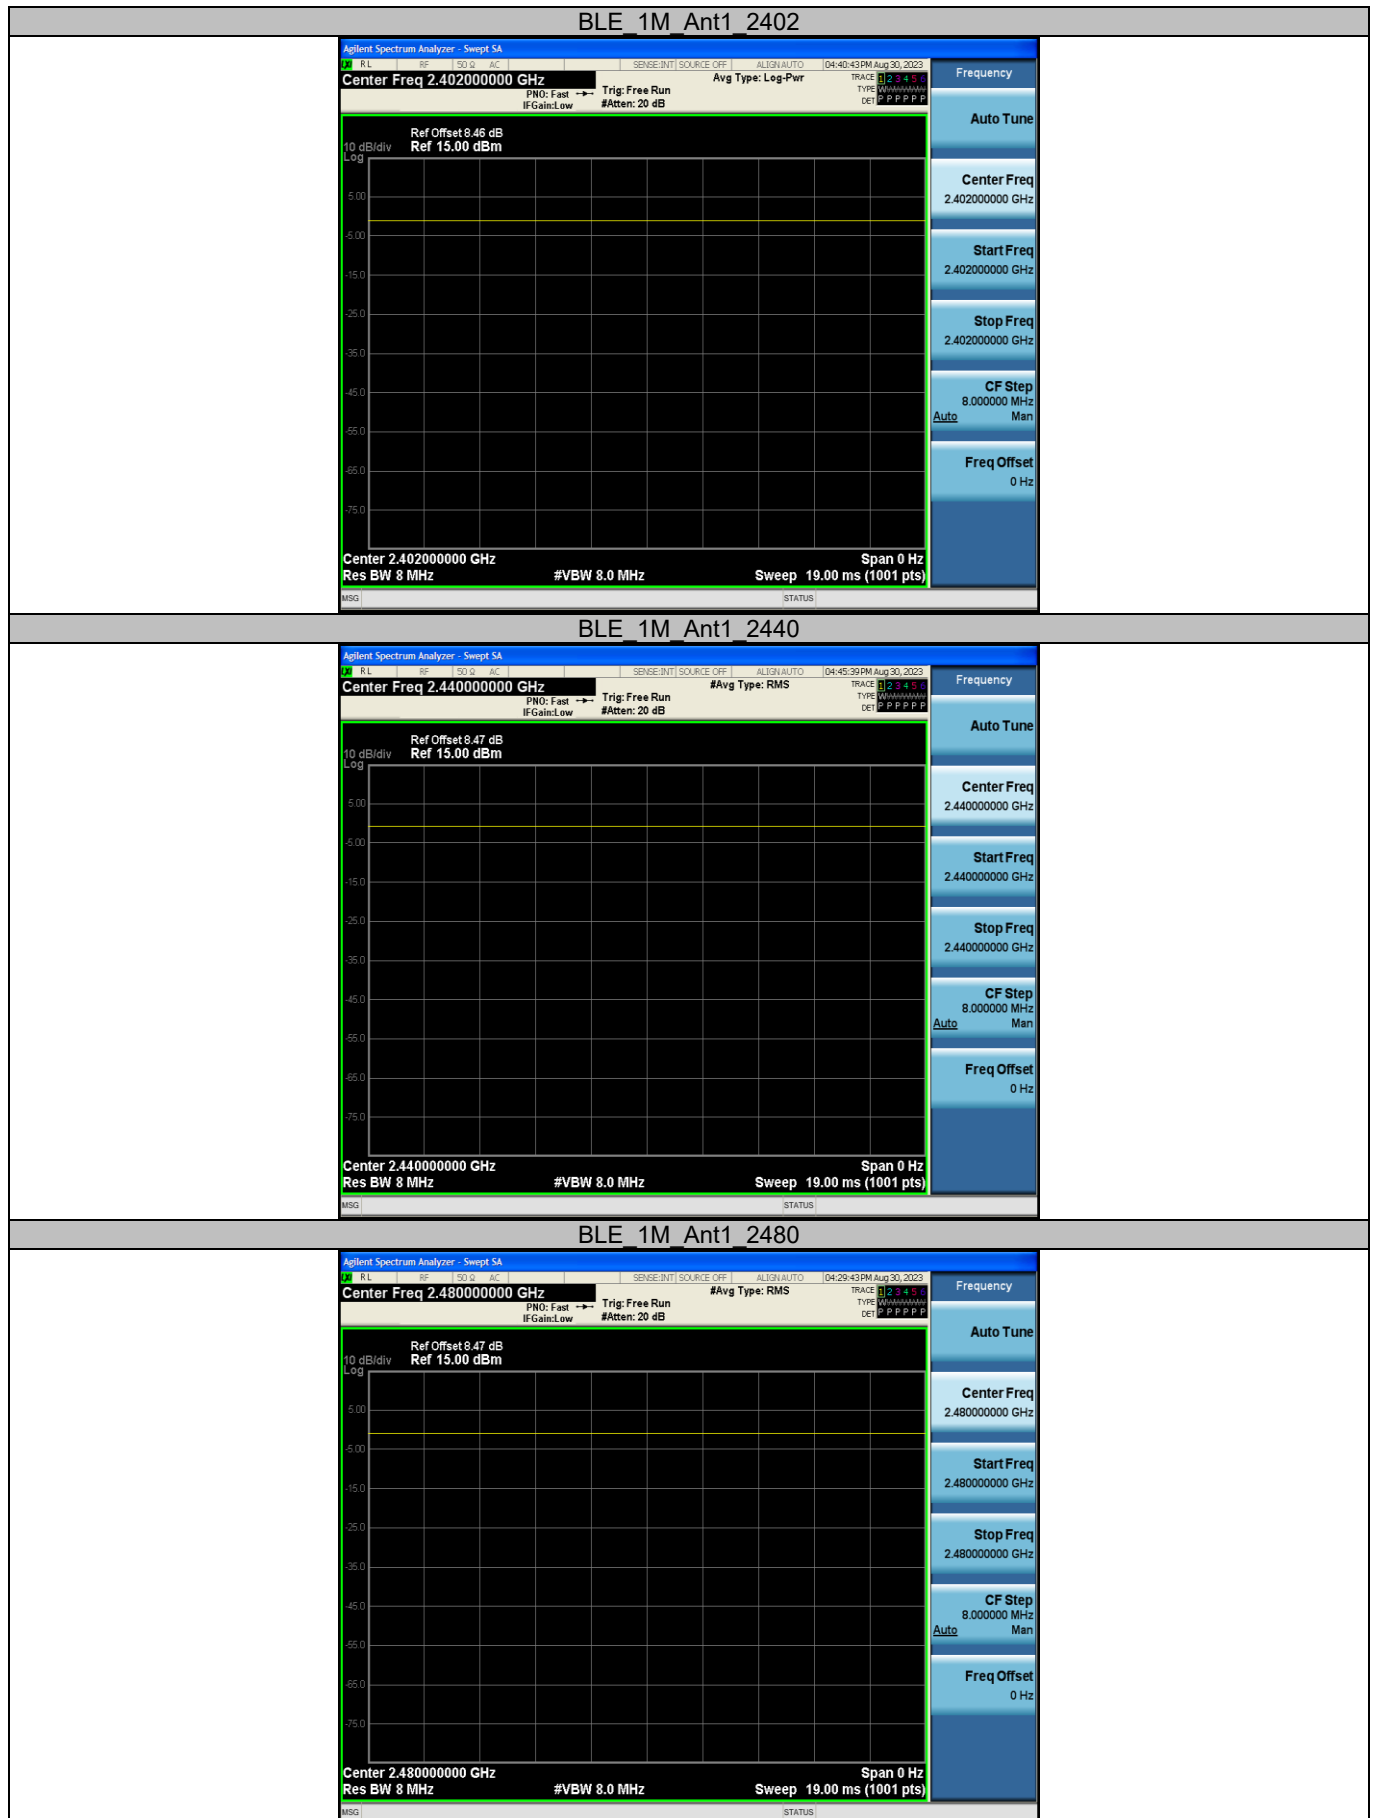 BLE_1M_Ant1_2402
Agilent Spectrum Analyzer - Swept SA
RL RF 50 Ω AC SENSE:INT SOURCE OFF ALIGN AUTO 04:40:43 PM Aug 30, 2023
Center Freq 2.402000000 GHz Avg Type: Log-Pwr TRACE 1 2 3 4 5 6
PNO: Fast Trig: Free Run TYPE
IFGain:Low #Atten: 20 dB DET P P P P P P
Frequency
Auto Tune
Ref Offset 8.46 dB
10 dB/div Ref 15.00 dBm
Log
5.00
-5.00
-15.0
-25.0
-35.0
-45.0
-55.0
-65.0
-75.0
Center Freq
2.402000000 GHz
Start Freq
2.402000000 GHz
Stop Freq
2.402000000 GHz
CF Step
8.000000 MHz
Auto Man
Freq Offset
0 Hz
Center 2.402000000 GHz Span 0 Hz
Res BW 8 MHz #VBW 8.0 MHz Sweep 19.00 ms (1001 pts)
MSG STATUS
BLE_1M_Ant1_2440
Agilent Spectrum Analyzer - Swept SA
RL RF 50 Ω AC SENSE:INT SOURCE OFF ALIGN AUTO 04:45:39 PM Aug 30, 2023
Center Freq 2.440000000 GHz #Avg Type: RMS TRACE 1 2 3 4 5 6
PNO: Fast Trig: Free Run TYPE
IFGain:Low #Atten: 20 dB DET P P P P P P
Frequency
Auto Tune
Ref Offset 8.47 dB
10 dB/div Ref 15.00 dBm
Log
5.00
-5.00
-15.0
-25.0
-35.0
-45.0
-55.0
-65.0
-75.0
Center Freq
2.440000000 GHz
Start Freq
2.440000000 GHz
Stop Freq
2.440000000 GHz
CF Step
8.000000 MHz
Auto Man
Freq Offset
0 Hz
Center 2.440000000 GHz Span 0 Hz
Res BW 8 MHz #VBW 8.0 MHz Sweep 19.00 ms (1001 pts)
MSG STATUS
BLE_1M_Ant1_2480
Agilent Spectrum Analyzer - Swept SA
RL RF 50 Ω AC SENSE:INT SOURCE OFF ALIGN AUTO 04:29:43 PM Aug 30, 2023
Center Freq 2.480000000 GHz #Avg Type: RMS TRACE 1 2 3 4 5 6
PNO: Fast Trig: Free Run TYPE
IFGain:Low #Atten: 20 dB DET P P P P P P
Frequency
Auto Tune
Ref Offset 8.47 dB
10 dB/div Ref 15.00 dBm
Log
5.00
-5.00
-15.0
-25.0
-35.0
-45.0
-55.0
-65.0
-75.0
Center Freq
2.480000000 GHz
Start Freq
2.480000000 GHz
Stop Freq
2.480000000 GHz
CF Step
8.000000 MHz
Auto Man
Freq Offset
0 Hz
Center 2.480000000 GHz Span 0 Hz
Res BW 8 MHz #VBW 8.0 MHz Sweep 19.00 ms (1001 pts)
MSG STATUS